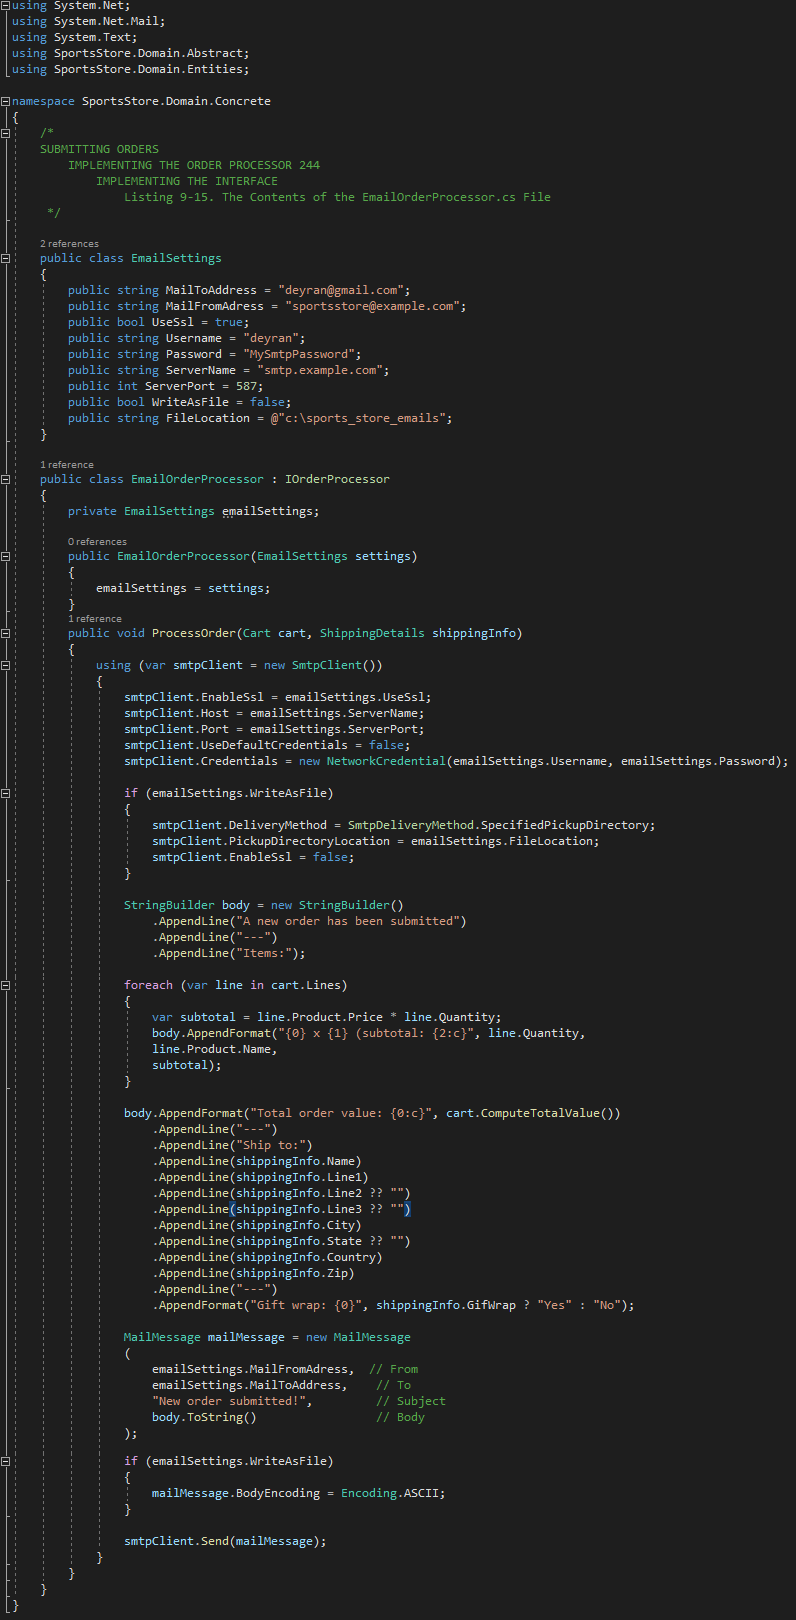 using System.Net;
using System.Net.Mail;
using System.Text;
using SportsStore.Domain.Abstract;
using SportsStore.Domain.Entities;
namespace SportsStore.Domain.Concrete
{
/*
SUBMITTING ORDERS
IMPLEMENTING THE ORDER PROCESSOR 244
IMPLEMENTING THE INTERFACE
Listing 9-15. The Contents of the EmailOrderProcessor.cs File
*/
2 references
public class EmailSettings
{
public string MailToAddress = "deyran@gmail.com";
public string MailFromAdress = "sportsstore@example.com";
public bool UseSsl = true;
public string Username = "deyran";
public string Password = "MySmtpPassword";
public string ServerName = "smtp.example.com";
public int ServerPort = 587;
public bool WriteAsFile = false;
public string FileLocation = @"c:\sports_store_emails";
}
1 reference
public class EmailOrderProcessor : IOrderProcessor
{
private EmailSettings emailSettings;
0 references
public EmailOrderProcessor(EmailSettings settings)
{
emailSettings = settings;
}
1 reference
public void ProcessOrder(Cart cart, ShippingDetails shippingInfo)
{
using (var smtpClient = new SmtpClient())
{
smtpClient.EnableSsl = emailSettings.UseSsl;
smtpClient.Host = emailSettings.ServerName;
smtpClient.Port = emailSettings.ServerPort;
smtpClient.UseDefaultCredentials = false;
smtpClient.Credentials = new NetworkCredential(emailSettings.Username, emailSettings.Password);
if (emailSettings.WriteAsFile)
{
smtpClient.DeliveryMethod = SmtpDeliveryMethod.SpecifiedPickupDirectory;
smtpClient.PickupDirectoryLocation = emailSettings.FileLocation;
smtpClient.EnableSsl = false;
}
StringBuilder body = new StringBuilder()
.AppendLine("A new order has been submitted")
.AppendLine("---")
.AppendLine("Items:");
foreach (var line in cart.Lines)
{
var subtotal = line.Product.Price * line.Quantity;
body.AppendFormat("{0} x {1} (subtotal: {2:c}", line.Quantity,
line.Product.Name,
subtotal);
}
body.AppendFormat("Total order value: {0:c}", cart.ComputeTotalValue())
.AppendLine("---")
.AppendLine("Ship to:")
.AppendLine(shippingInfo.Name)
.AppendLine(shippingInfo.Line1)
.AppendLine(shippingInfo.Line2 ?? "")
.AppendLine(shippingInfo.Line3 ?? "")
.AppendLine(shippingInfo.City)
.AppendLine(shippingInfo.State ?? "")
.AppendLine(shippingInfo.Country)
.AppendLine(shippingInfo.Zip)
.AppendLine("---")
.AppendFormat("Gift wrap: {0}", shippingInfo.GifWrap ? "Yes" : "No");
MailMessage mailMessage = new MailMessage
(
emailSettings.MailFromAdress, // From
emailSettings.MailToAddress, // To
"New order submitted!", // Subject
body.ToString() // Body
);
if (emailSettings.WriteAsFile)
{
mailMessage.BodyEncoding = Encoding.ASCII;
}
smtpClient.Send(mailMessage);
}
}
}
}